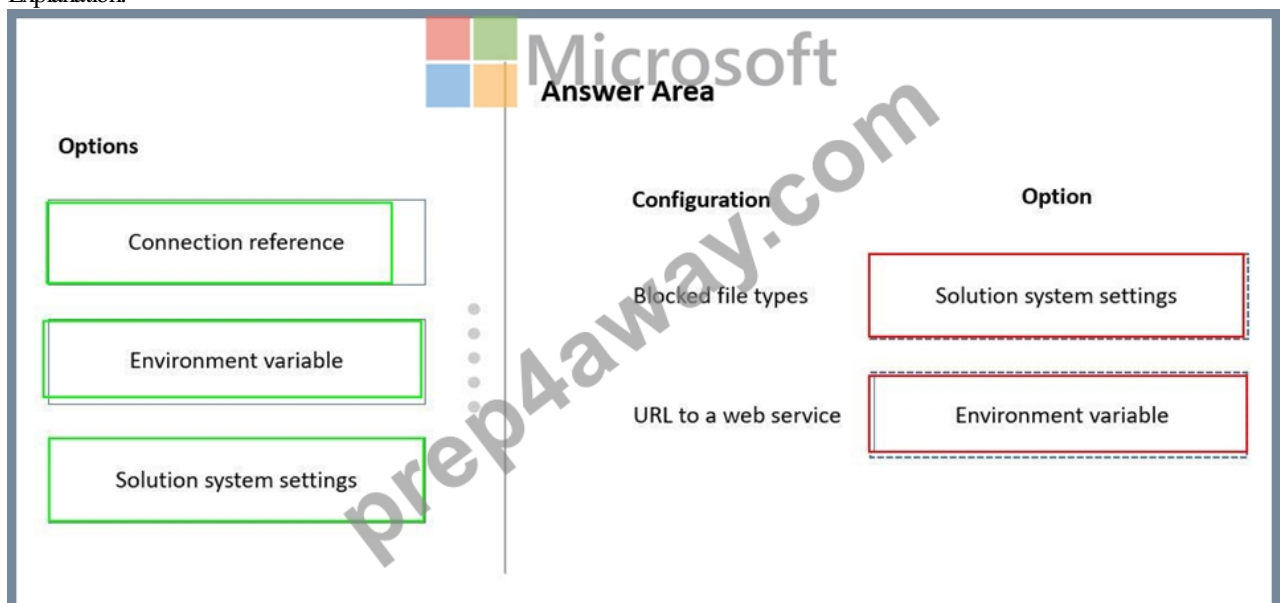 Explanation:
Microsoft
Answer Area
Options
Connection reference
Environment variable
Solution system settings
Configuration Option
Blocked file types Solution system settings
URL to a web service Environment variable
prep4away.com